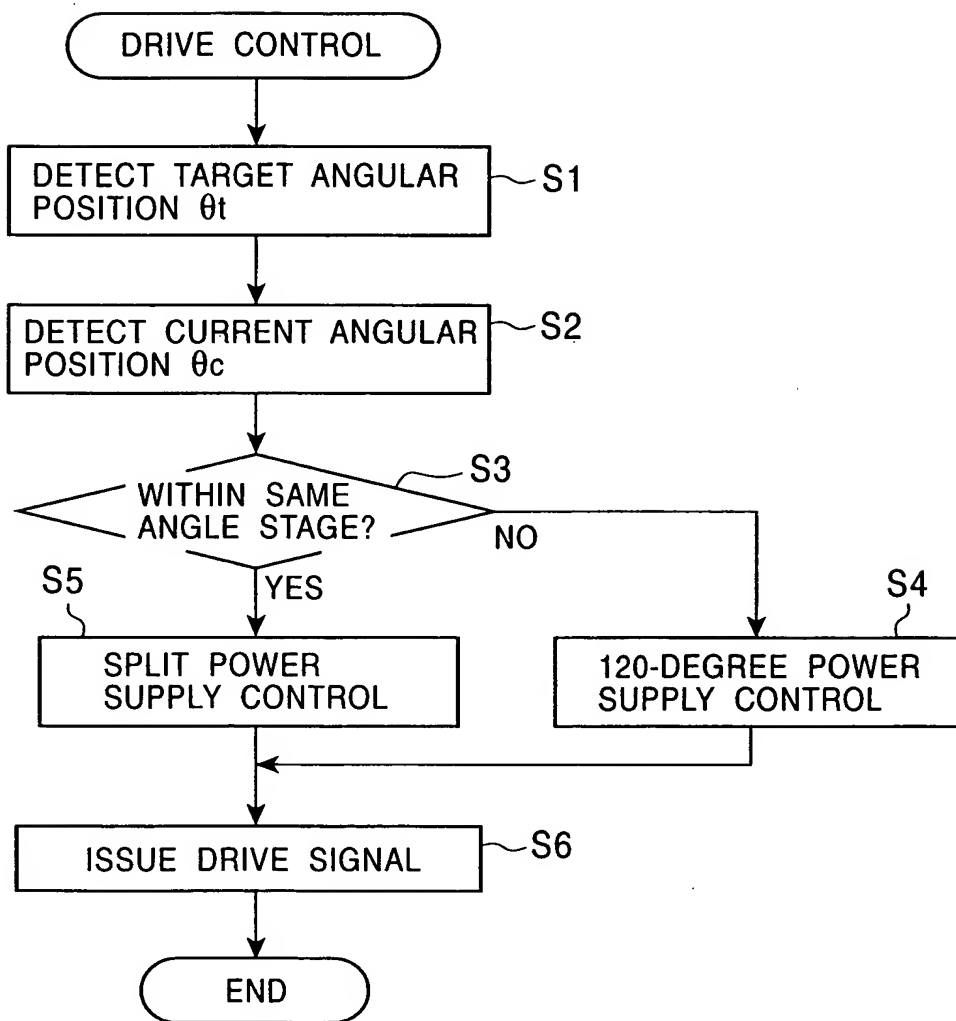 DRIVE CONTROL
DETECT TARGET ANGULAR
POSITION θt
S1
DETECT CURRENT ANGULAR
POSITION θc
S2
S3
WITHIN SAME
ANGLE STAGE?
NO
YES
S5
SPLIT POWER
SUPPLY CONTROL
S4
120-DEGREE POWER
SUPPLY CONTROL
ISSUE DRIVE SIGNAL
S6
END